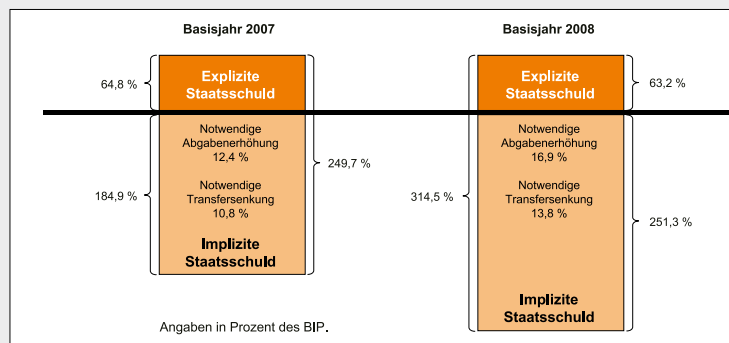 Basisjahr 2007
64,8 %
Explizite
Staatsschuld
Notwendige
Abgabenerhöhung
12,4 %
249,7 %
184,9 %
Notwendige
Transfersenkung
10,8 %
Implizite
Staatsschuld
Basisjahr 2008
Explizite
Staatsschuld
63,2 %
Notwendige
Abgabenerhöhung
16,9 %
314,5 %
Notwendige
Transfersenkung
13,8 %
251,3 %
Implizite
Staatsschuld
Angaben in Prozent des BIP.